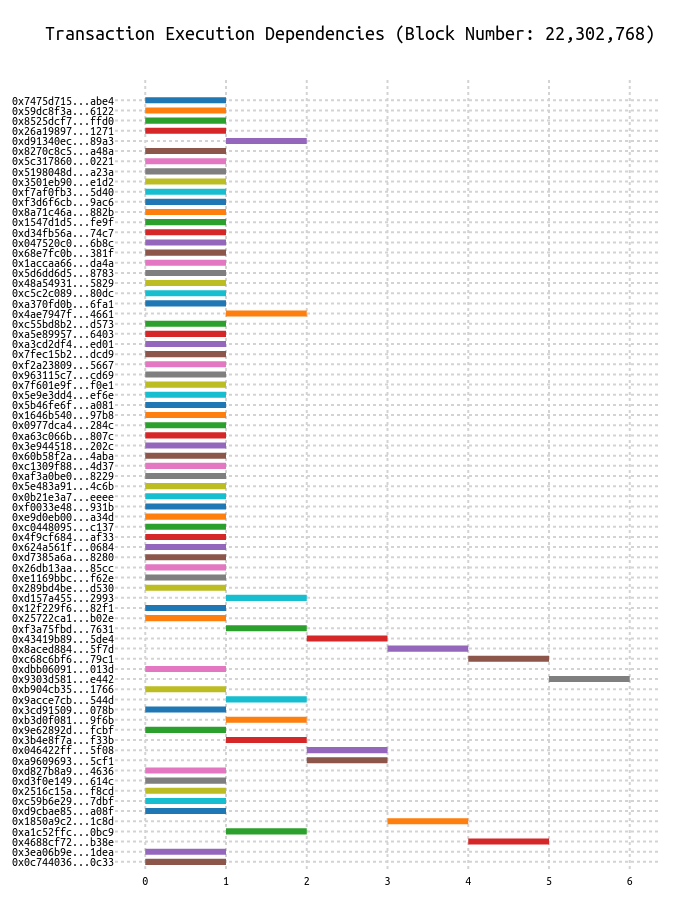 Transaction Execution Dependencies (Block Number: 22,302,768)
0x7475d715...abe4
0x59dc8f3a...6122
0x8525dcf7...ffd0
0x26a19897...1271
0xd91340ec...89a3
0x8270c8c5...a48a
0x5c317860...0221
0x5198048d...a23a
0x3501eb90...e1d2
0xf7af0fb3...5d40
0xf3d6f6cb...9ac6
0x8a71c46a...882b
0x1547d1d5...fe9f
0xd34fb56a...74c7
0x047520c0...6b8c
0x68e7fc0b...381f
0x1accaa66...da4a
0x5d6dd6d5...8783
0x48a54931...5829
0xc5c2c089...80dc
0xa370fd0b...6fa1
0x4ae7947f...4661
0xc55bd8b2...d573
0xa5e89957...6403
0xa3cd2df4...ed01
0x7fec15b2...dcd9
0xf2a23809...5667
0x963115c7...cd69
0x7f601e9f...f0e1
0x5e9e3dd4...ef6e
0x5b46fe6f...a081
0x1646b540...97b8
0x0977dca4...284c
0xa63c066b...807c
0x3e944518...202c
0x60b58f2a...4aba
0xc1309f88...4d37
0xaf3a0be0...8229
0x5e483a91...4c6b
0x0b21e3a7...eeee
0xf0033e48...931b
0xe9d0eb00...a34d
0xc0448095...c137
0x4f9cf684...af33
0x624a561f...0684
0xd7385a6a...8280
0x26db13aa...85cc
0xe1169bbc...f62e
0x289bd4be...d530
0xd157a455...2993
0x12f229f6...82f1
0x25722ca1...b02e
0xf3a75fbd...7631
0x43419b89...5de4
0x8aced884...5f7d
0xc68c6bf6...79c1
0xdbb06091...013d
0x9303d581...e442
0xb904cb35...1766
0x9acce7cb...544d
0x3cd91509...078b
0xb3d0f081...9f6b
0x9e62892d...fcbf
0x3b4e8f7a...f33b
0x046422ff...5f08
0xa9609693...5cf1
0xd827b8a9...4636
0xd3f0e149...614c
0x2516c15a...f8cd
0xc59b6e29...7dbf
0xd9cbae85...a08f
0x1850a9c2...1c8d
0xa1c52ffc...0bc9
0x4688cf72...b38e
0x3ea06b9e...1dea
0x0c744036...0c33
0 1 2 3 4 5 6